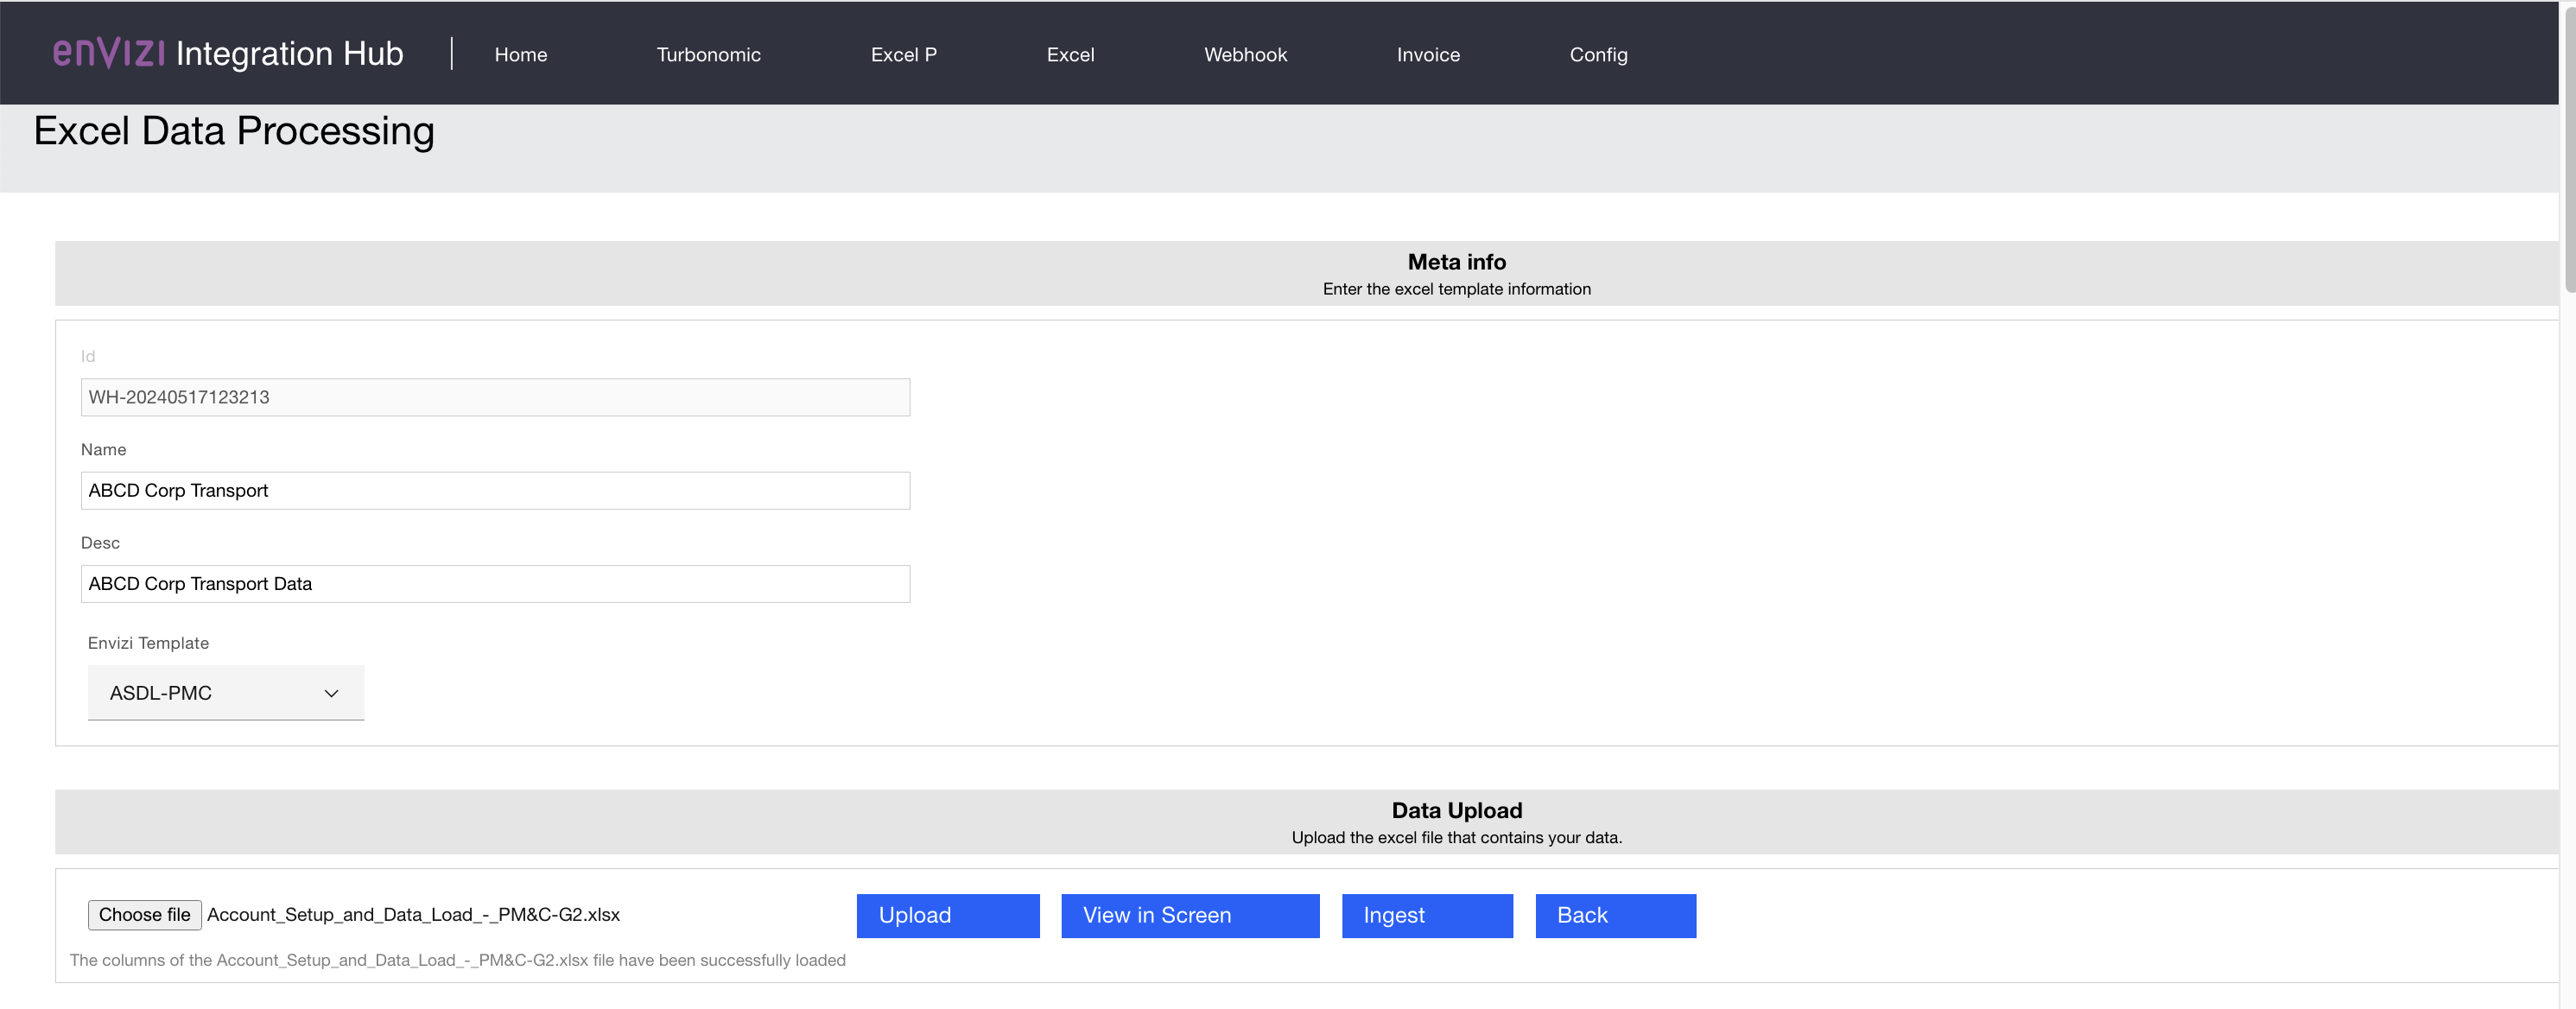 envizi Integration Hub Home Turbonomic Excel P Excel Webhook Invoice Config
Excel Data Processing
Meta info
Enter the excel template information
Id
WH-20240517123213
Name
ABCD Corp Transport
Desc
ABCD Corp Transport Data
Envizi Template
ASDL-PMC
Data Upload
Upload the excel file that contains your data.
Choose file Account_Setup_and_Data_Load_-_PM&C-G2.xlsx Upload View in Screen Ingest Back
The columns of the Account_Setup_and_Data_Load_-_PM&C-G2.xlsx file have been successfully loaded